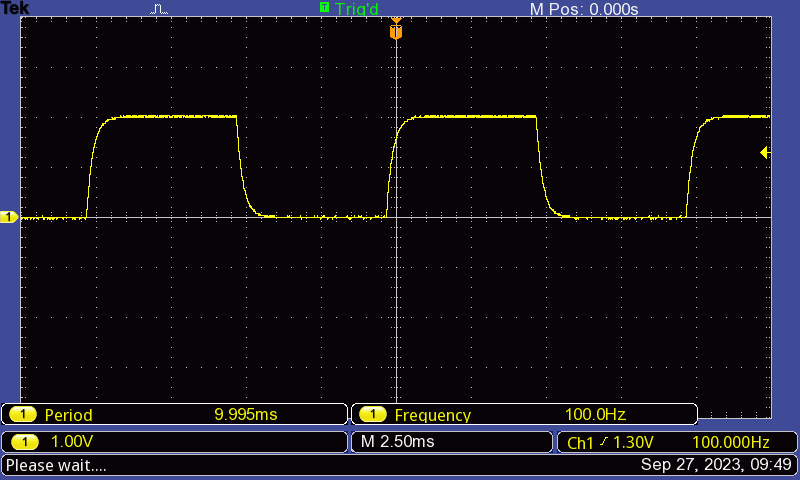 Tek Trig'd M Pos: 0.000s
T
1
1 Period 9.995ms 1 Frequency 100.0Hz
1 1.00V M 2.50ms Ch1 1.30V 100.000Hz
Please wait.... Sep 27, 2023, 09:49